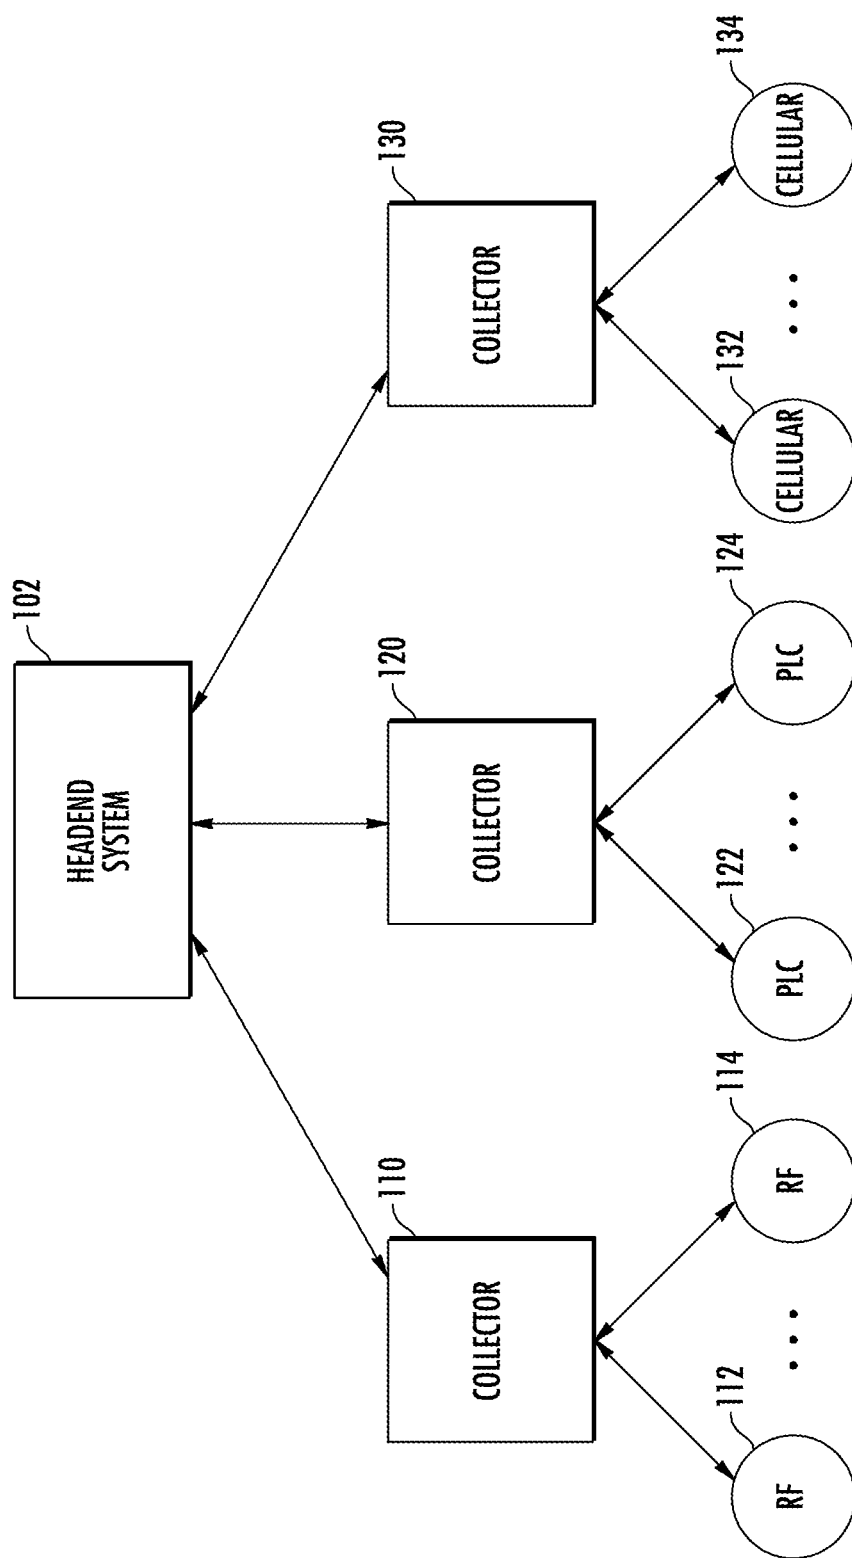 102
HEADEND
SYSTEM
110
120
130
COLLECTOR
COLLECTOR
COLLECTOR
112
114
122
124
132
134
RF
RF
PLC
PLC
CELLULAR
CELLULAR